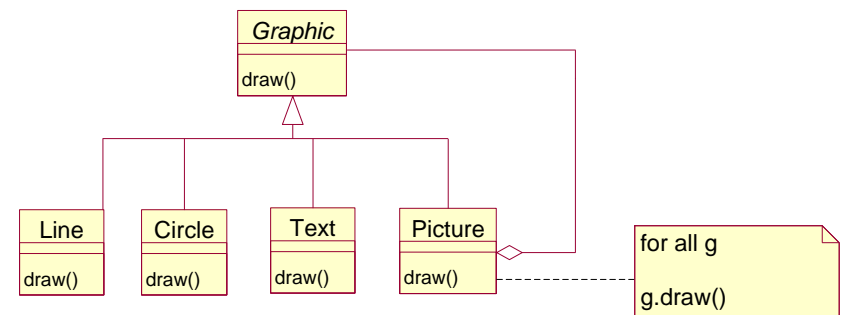 Graphic
draw()
Line
draw()
Circle
draw()
Text
draw()
Picture
draw()
for all g
g.draw()